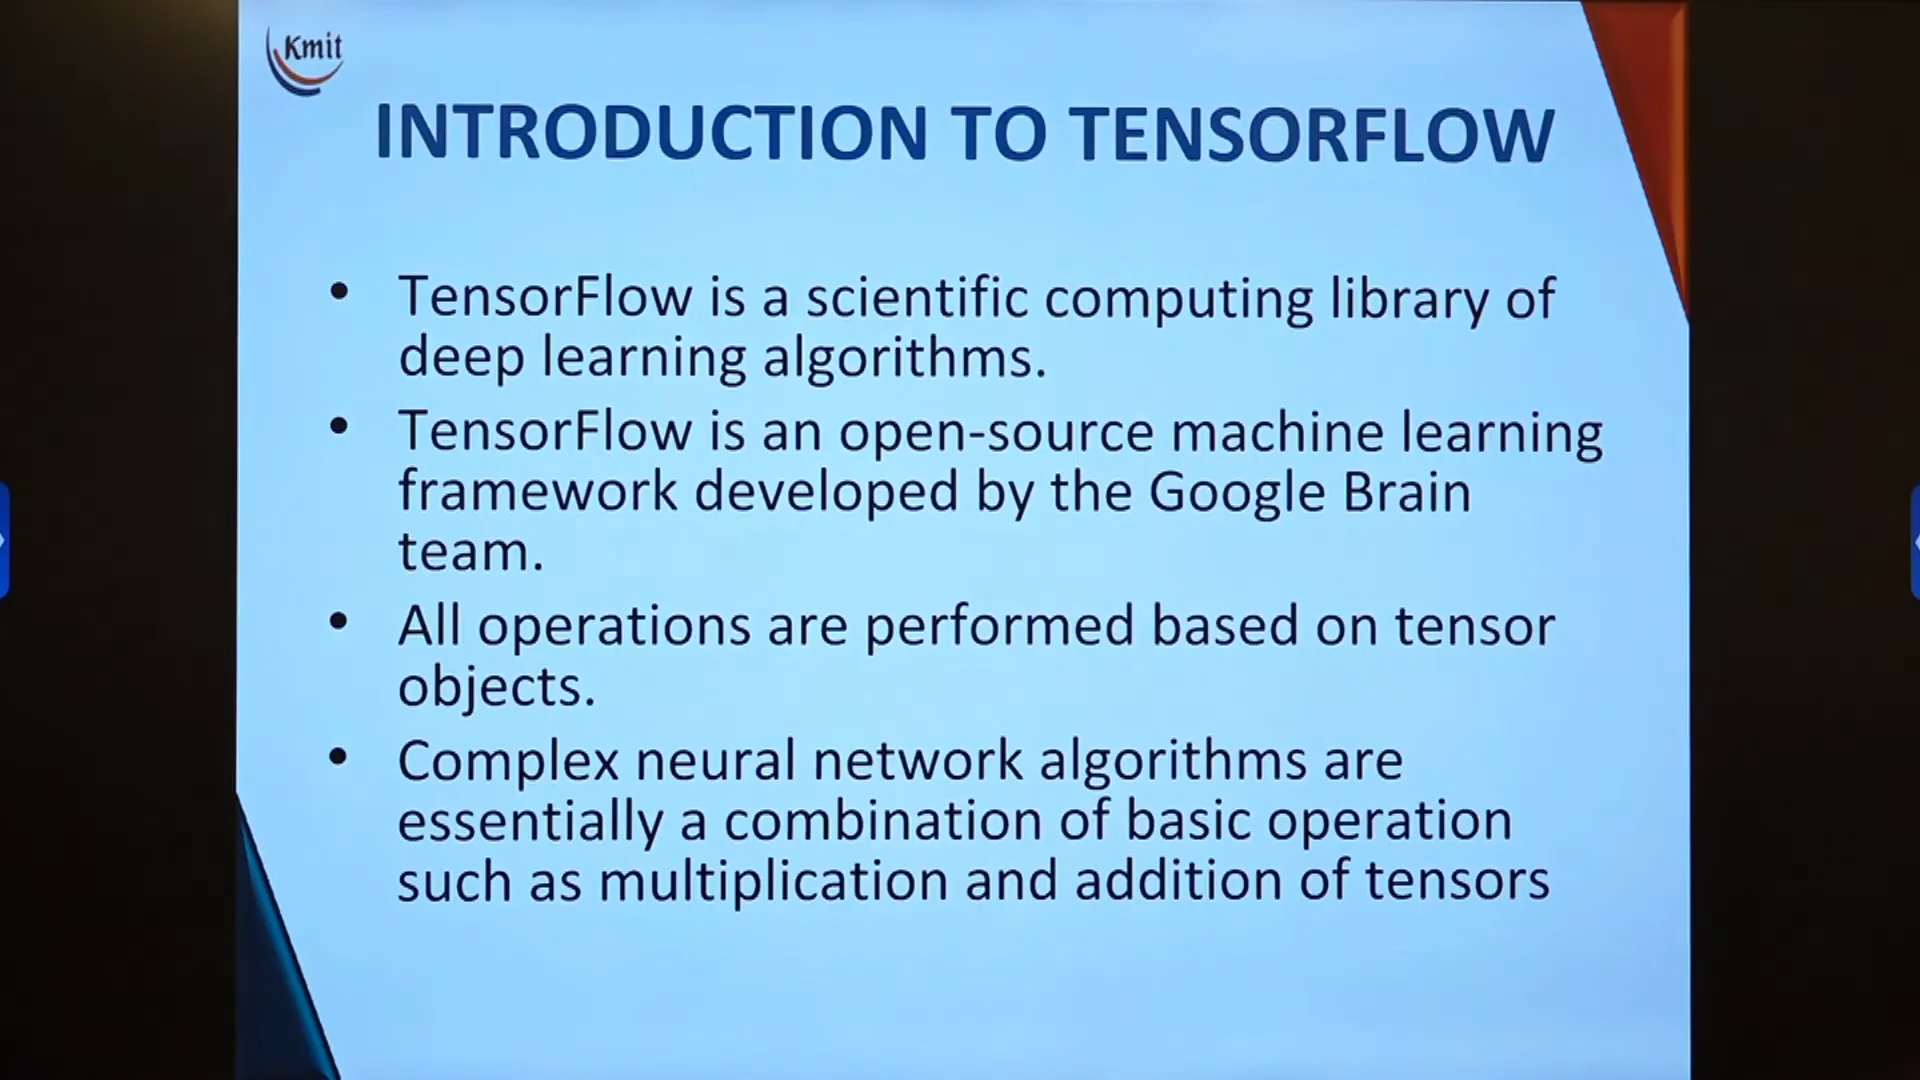 Kmit
INTRODUCTION TO TENSORFLOW
• TensorFlow is a scientific computing library of
deep learning algorithms.
• TensorFlow is an open-source machine learning
framework developed by the Google Brain
team.
• All operations are performed based on tensor
objects.
• Complex neural network algorithms are
essentially a combination of basic operation
such as multiplication and addition of tensors